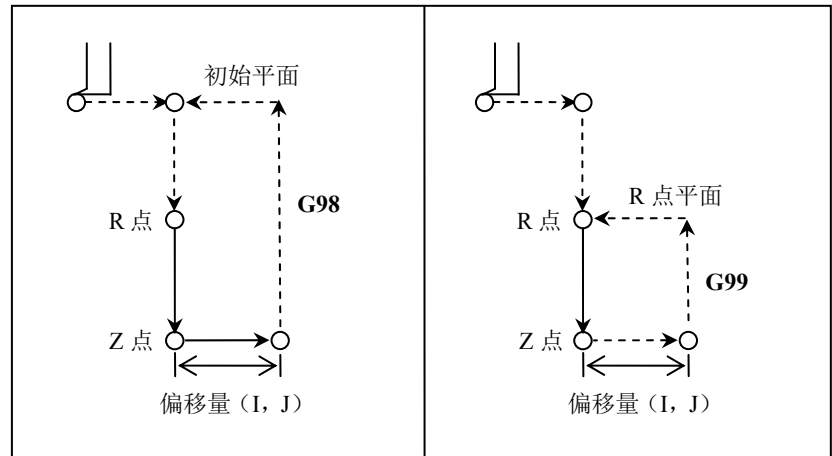 初始平面
G98
R 点
Z 点
偏移量（I，J）
R 点平面
R 点
G99
Z 点
偏移量（I，J）